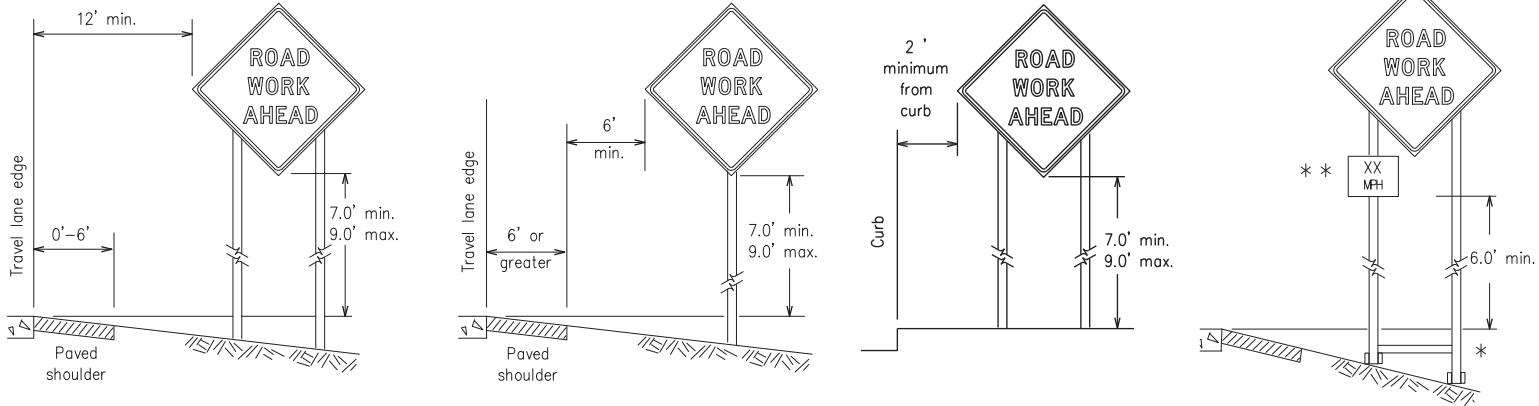 12' min.
ROAD
WORK
AHEAD
7.0' min.
9.0' max.
0'-6'
Travel lane edge
Paved
shoulder
ROAD
WORK
AHEAD
6'
min.
7.0' min.
9.0' max.
6' or
greater
Travel lane edge
Paved
shoulder
2 '
minimum
from
curb
ROAD
WORK
AHEAD
Curb
7.0' min.
9.0' max.
ROAD
WORK
AHEAD
* *
XX
MPH
6.0' min.
*